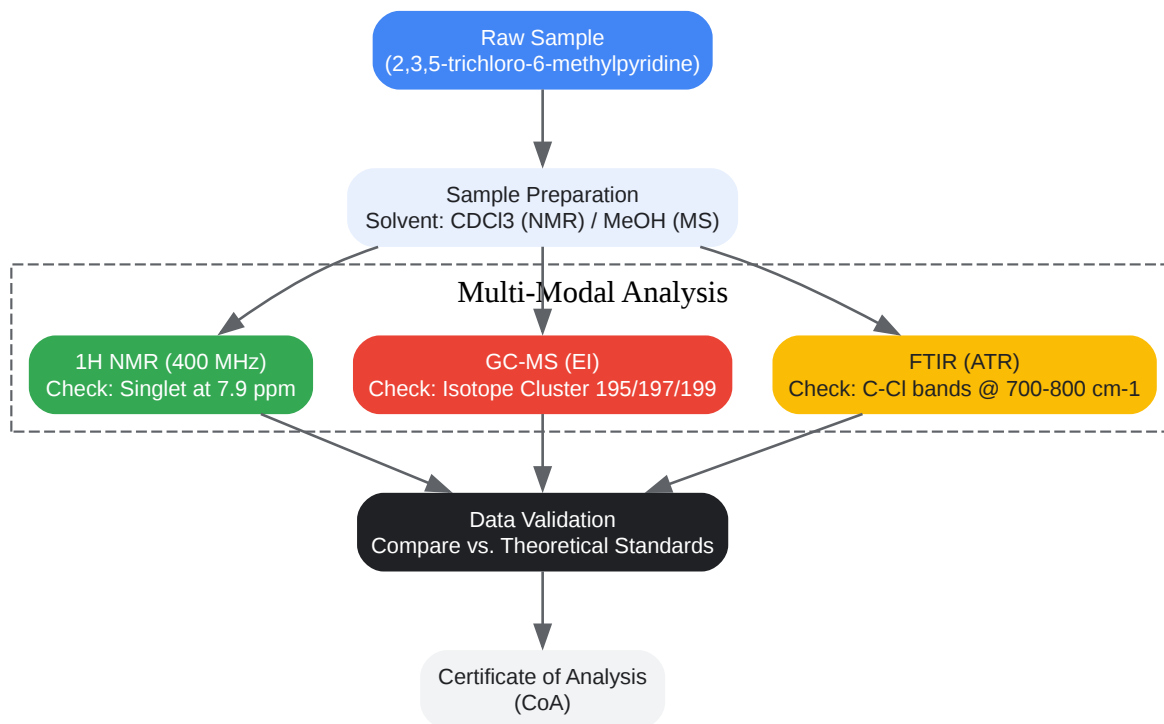 Raw Sample
(2,3,5-trichloro-6-methylpyridine)
Sample Preparation
Solvent: CDCl3 (NMR) / MeOH (MS)
Multi-Modal Analysis
1H NMR (400 MHz)
Check: Singlet at 7.9 ppm
GC-MS (EI)
Check: Isotope Cluster 195/197/199
FTIR (ATR)
Check: C-Cl bands @ 700-800 cm-1
Data Validation
Compare vs. Theoretical Standards
Certificate of Analysis
(CoA)